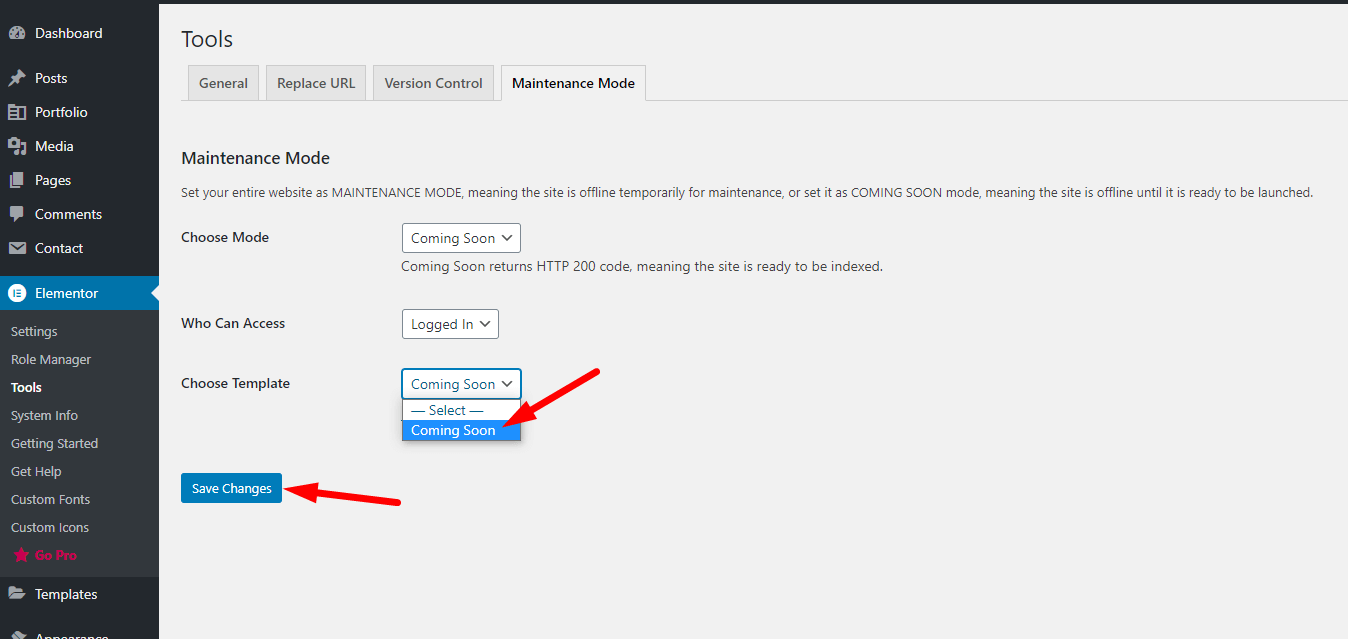 Dashboard
Posts
Portfolio
Media
Pages
Comments
Contact
Elementor
Settings
Role Manager
Tools
System Info
Getting Started
Get Help
Custom Fonts
Custom Icons
Go Pro
Templates
Appearance
Tools
General
Replace URL
Version Control
Maintenance Mode
Maintenance Mode
Set your entire website as MAINTENANCE MODE, meaning the site is offline temporarily for maintenance, or set it as COMING SOON mode, meaning the site is offline until it is ready to be launched.
Choose Mode
Coming Soon
Coming Soon returns HTTP 200 code, meaning the site is ready to be indexed.
Who Can Access
Logged In
Choose Template
Coming Soon
— Select —
Coming Soon
Save Changes